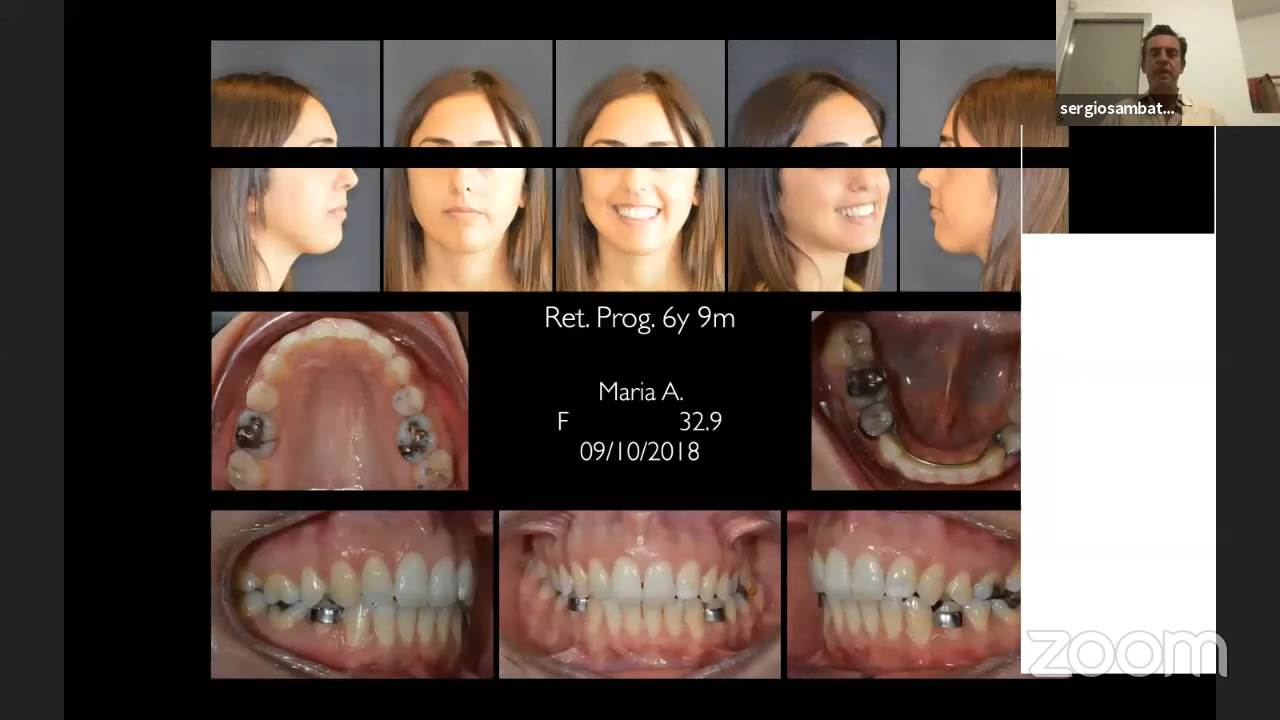 sergiosambat...
Ret. Prog. 6y 9m
Maria A.
F 32.9
09/10/2018
zoom